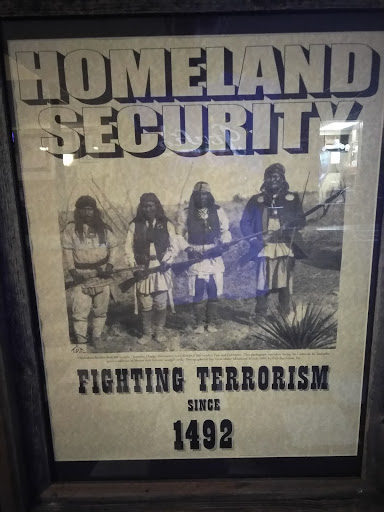 HOMELAND
SECURITY
FIGHTING TERRORISM
SINCE
1492